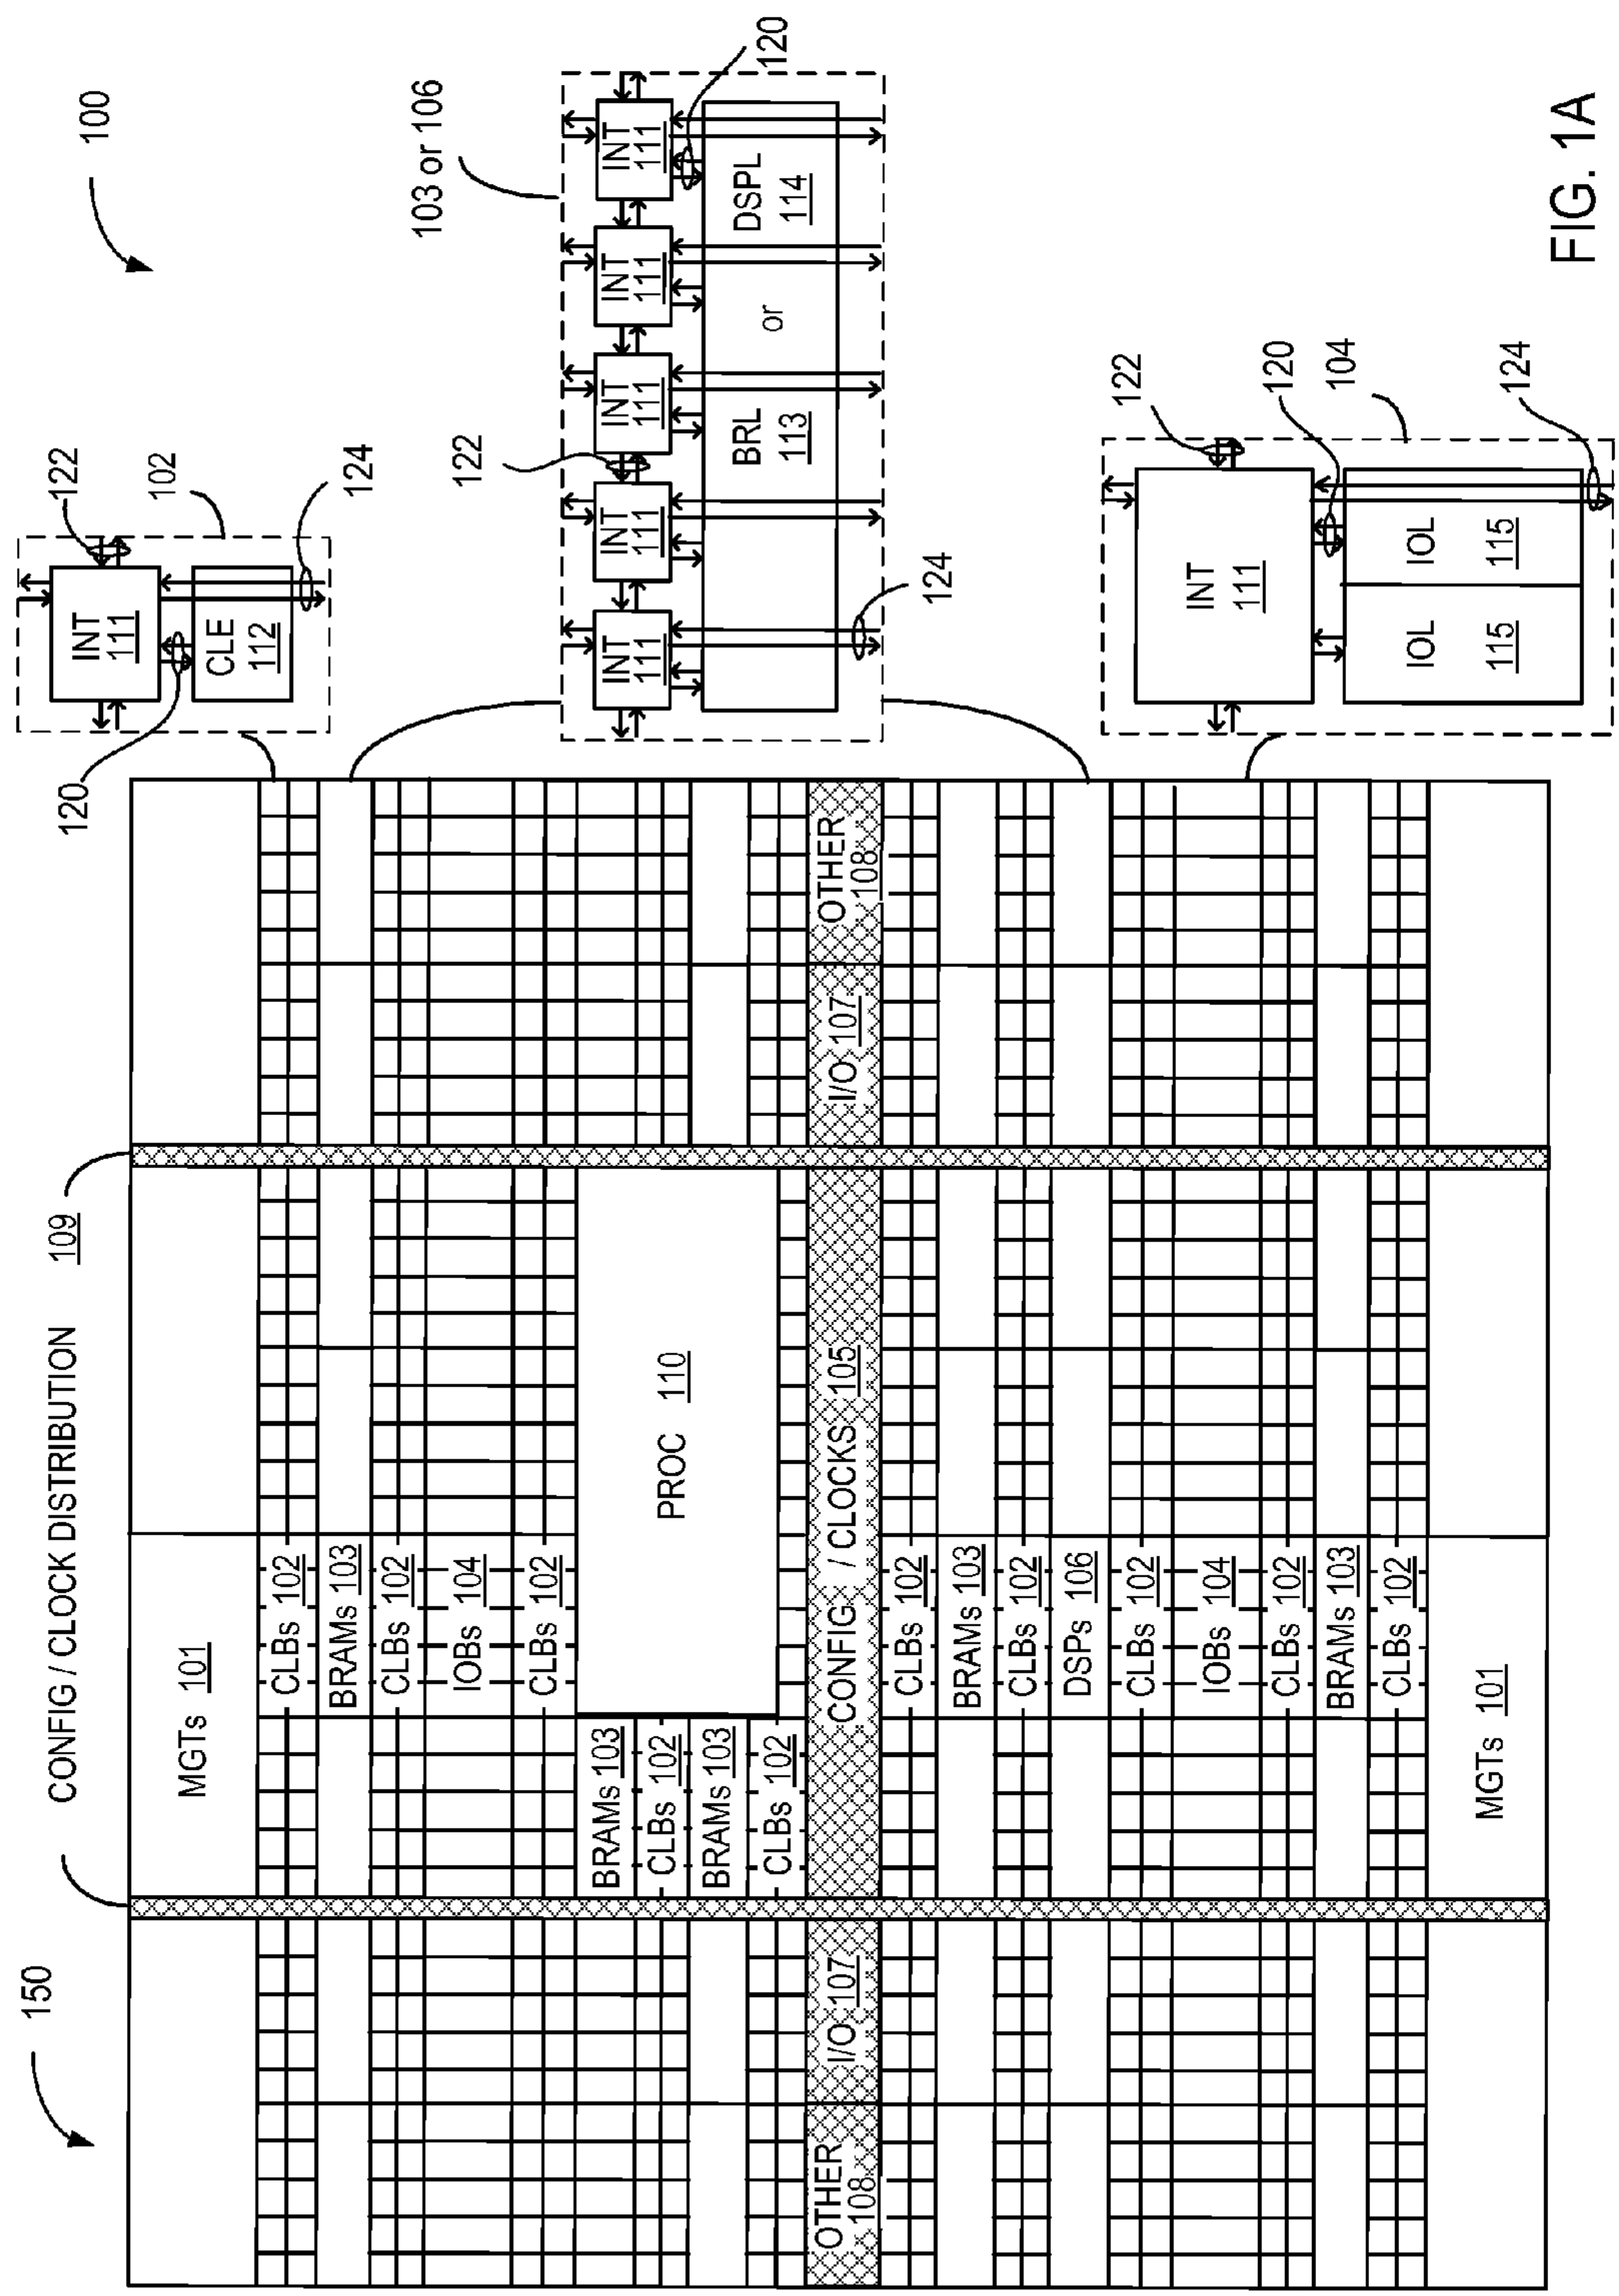 100
150
CONFIG / CLOCK DISTRIBUTION 109
MGTs 101
CLBs 102
BRAMs 103
CLBs 102
IOBs 104
CLBs 102
BRAMs 103
CLBs 102
BRAMs 103
CLBs 102
PROC 110
OTHER
108
I/O 107
CONFIG / CLOCKS 105
I/O 107
OTHER
108
CLBs 102
BRAMs 103
CLBs 102
DSPs 106
CLBs 102
IOBs 104
CLBs 102
BRAMs 103
CLBs 102
MGTs 101
120
122
102
124
INT
111
CLE
112
103 or 106
122
120
124
INT
111
INT
111
INT
111
INT
111
INT
111
BRL
113
or
DSPL
114
122
120
104
124
INT
111
IOL
115
IOL
115
FIG. 1A